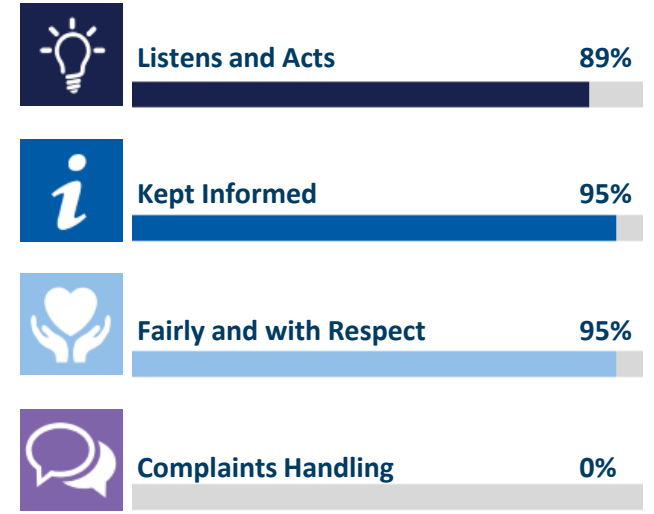 Listens and Acts 89%
Kept Informed 95%
Fairly and with Respect 95%
Complaints Handling 0%